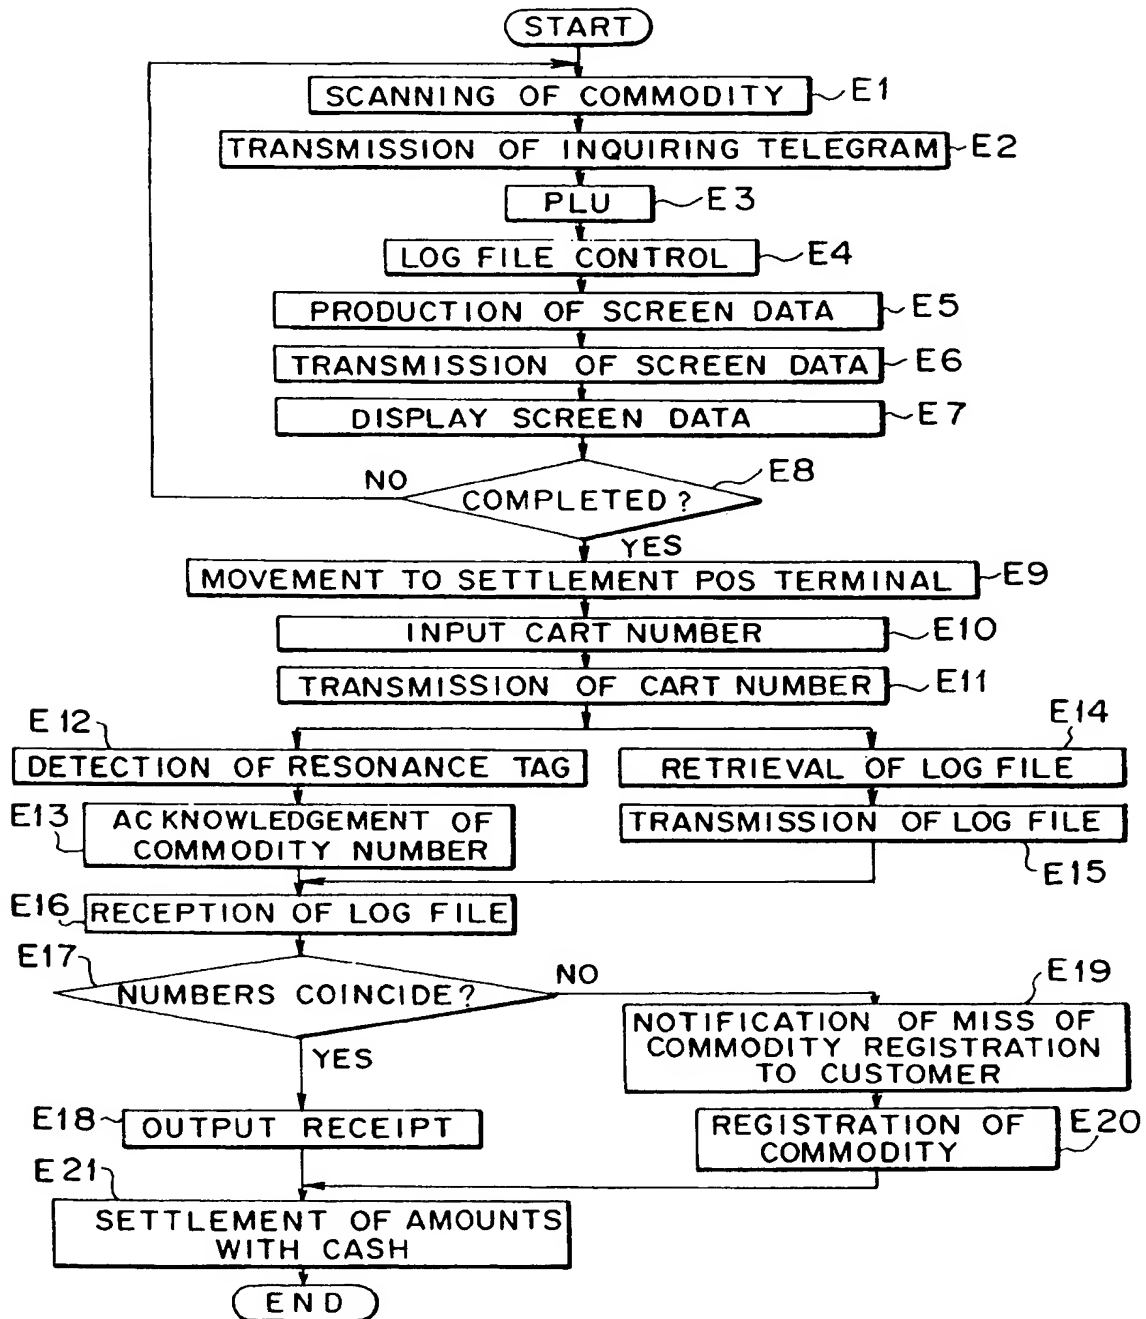 START
SCANNING OF COMMODITY E1
TRANSMISSION OF INQUIRING TELEGRAM E2
PLU E3
LOG FILE CONTROL E4
PRODUCTION OF SCREEN DATA E5
TRANSMISSION OF SCREEN DATA E6
DISPLAY SCREEN DATA E7
E8
NO
COMPLETED?
YES
MOVEMENT TO SETTLEMENT POS TERMINAL E9
INPUT CART NUMBER E10
TRANSMISSION OF CART NUMBER E11
E12
DETECTION OF RESONANCE TAG
E14
RETRIEVAL OF LOG FILE
E13
ACKNOWLEDGEMENT OF
COMMODITY NUMBER
TRANSMISSION OF LOG FILE
E15
E16 RECEPTION OF LOG FILE
E17
NUMBERS COINCIDE?
NO
YES
E19
NOTIFICATION OF MISS OF
COMMODITY REGISTRATION
TO CUSTOMER
E18 OUTPUT RECEIPT
REGISTRATION OF
COMMODITY
E20
E21
SETTLEMENT OF AMOUNTS
WITH CASH
END